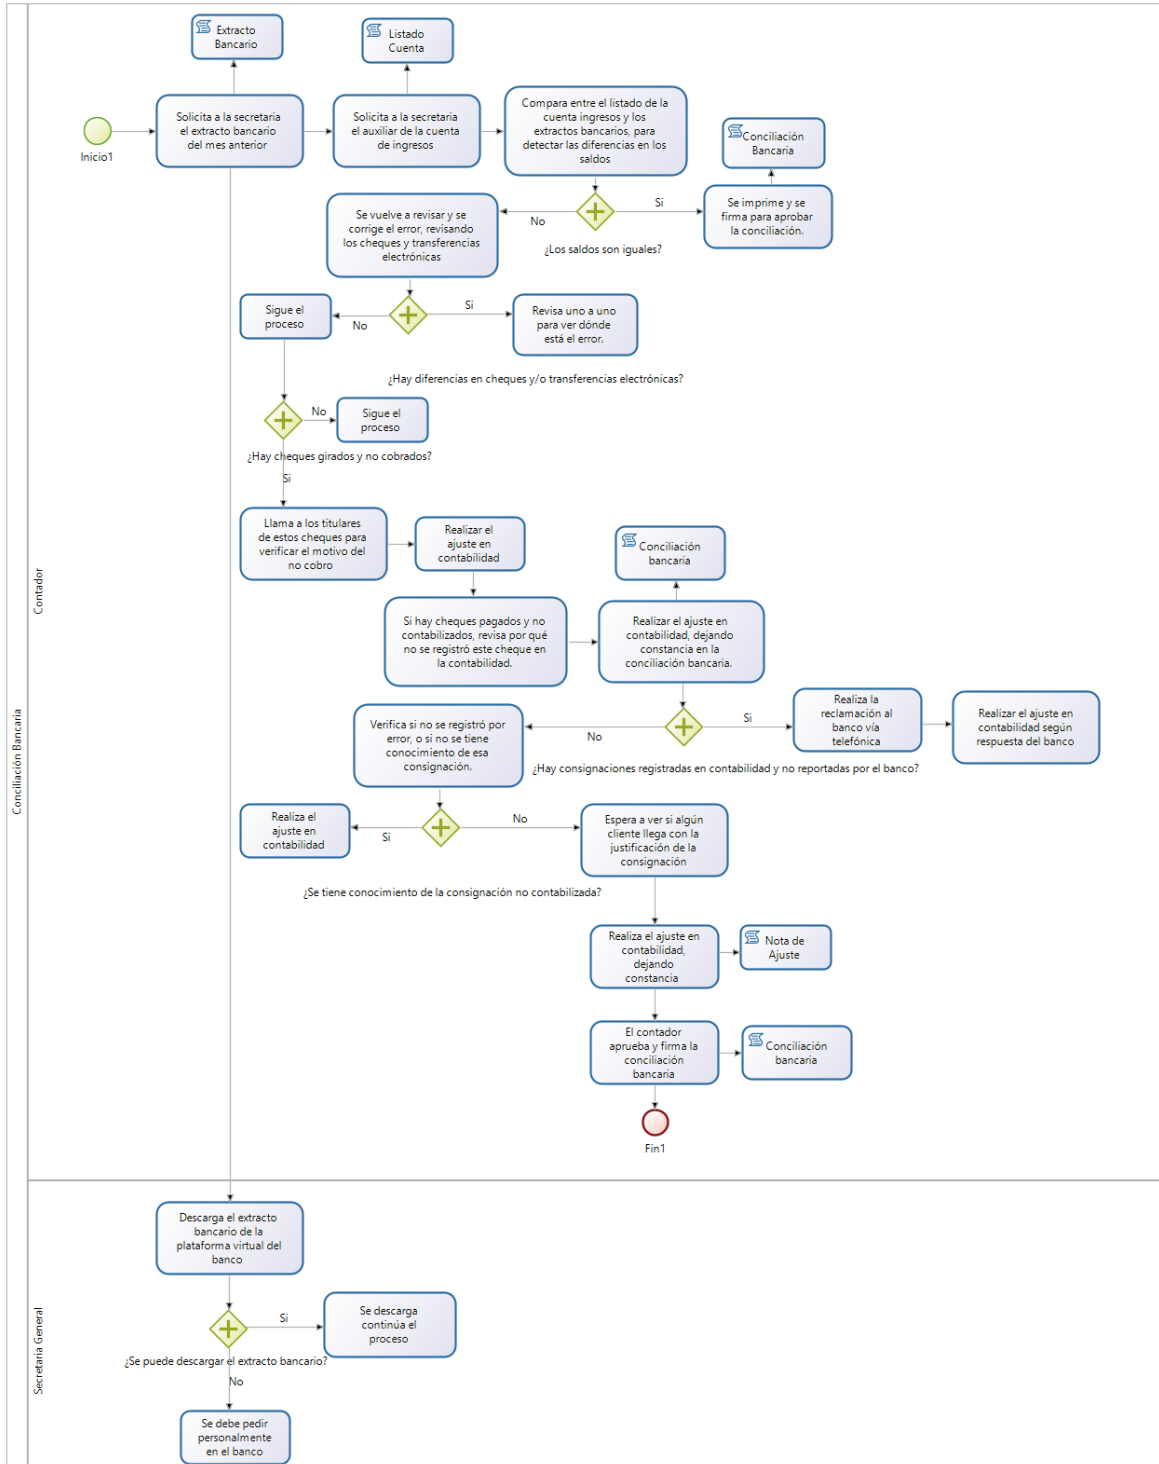 Conciliación Bancaria
Contador
Extracto
Bancario
Listado
Cuenta
Inicio1
Solicita a la secretaria
el extracto bancario
del mes anterior
Solicita a la secretaria
el auxiliar de la cuenta
de ingresos
Compara entre el listado de la
cuenta ingresos y los
extractos bancarios, para
detectar las diferencias en los
saldos
Conciliación
Bancaria
Se imprime y se
firma para aprobar
la conciliación.
Si
No
¿Los saldos son iguales?
Se vuelve a revisar y se
corrige el error, revisando
los cheques y transferencias
electrónicas
Sigue el
proceso
No
Si
Revisa uno a uno
para ver dónde
está el error.
¿Hay diferencias en cheques y/o transferencias electrónicas?
No
Sigue el
proceso
¿Hay cheques girados y no cobrados?
Si
Llama a los titulares
de estos cheques para
verificar el motivo del
no cobro
Realizar el
ajuste en
contabilidad
Conciliación
bancaria
Si hay cheques pagados y no
contabilizados, revisa por qué
no se registró este cheque en
la contabilidad.
Realizar el ajuste en
contabilidad, dejando
constancia en la
conciliación bancaria.
Verifica si no se registró por
error, o si no se tiene
conocimiento de esa
consignación.
No
Si
Realiza la
reclamación al
banco vía
telefónica
Realizar el ajuste en
contabilidad según
respuesta del banco
¿Hay consignaciones registradas en contabilidad y no reportadas por el banco?
Realiza el
ajuste en
contabilidad
Si
No
Espera a ver si algún
cliente llega con la
justificación de la
consignación
¿Se tiene conocimiento de la consignación no contabilizada?
Realiza el ajuste en
contabilidad,
dejando
constancia
Nota de
Ajuste
El contador
aprueba y firma la
conciliación
bancaria
Conciliación
bancaria
Fin1
Secretaria General
Descarga el extracto
bancario de la
plataforma virtual del
banco
Si
Se descarga
continúa el
proceso
¿Se puede descargar el extracto bancario?
No
Se debe pedir
personalmente
en el banco